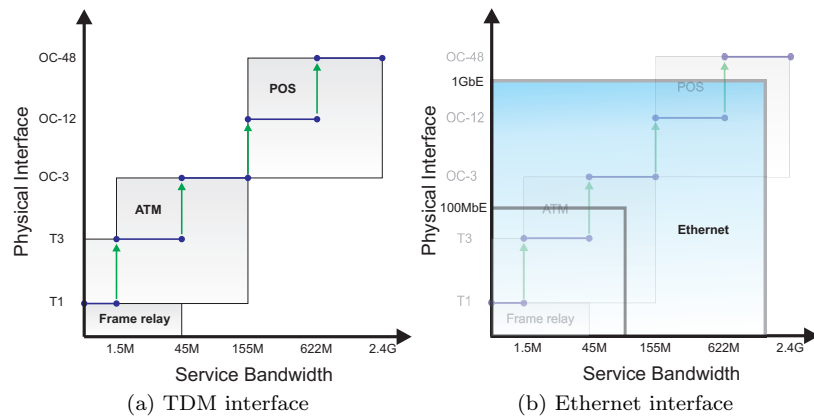 OC-48
OC-12
OC-3
T3
T1
Physical Interface
POS
ATM
Frame relay
1.5M
45M
155M
622M
2.4G
Service Bandwidth
(a) TDM interface
OC-48
1GbE
OC-12
OC-3
100MbE
T3
T1
Physical Interface
POS
ATM
Ethernet
Frame relay
1.5M
45M
155M
622M
2.4G
Service Bandwidth
(b) Ethernet interface